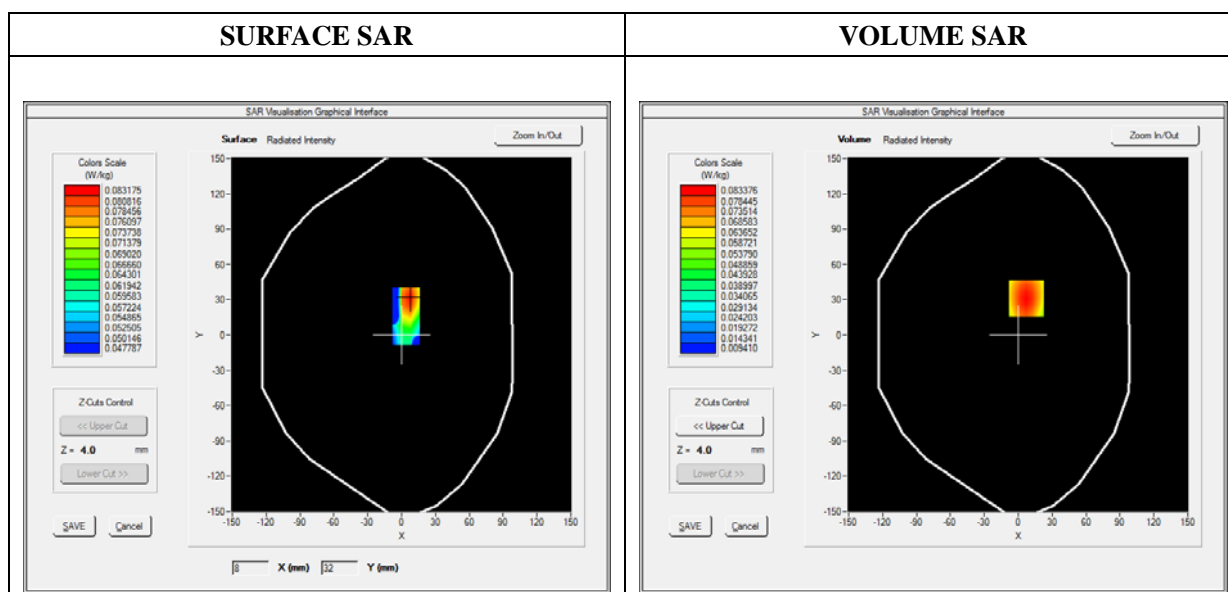 SURFACE SAR
VOLUME SAR
SAR Visualisation Graphical Interface
Surface Radiated Intensity
Zoom In/Out
Colors Scale
(W/kg)
0.083175
0.080816
0.078456
0.076097
0.073738
0.071379
0.069020
0.066660
0.064301
0.061942
0.059583
0.057224
0.054865
0.052505
0.050146
0.047787
Z-Cuts Control
<< Upper Cut
Z = 4.0 mm
Lower Cut >>
SAVE Cancel
150
120
90
60
30
0
-30
-60
-90
-120
-150
Y
-150 -120 -90 -60 -30 0 30 60 90 120 150
X
8 X (mm) 32 Y (mm)
SAR Visualisation Graphical Interface
Volume Radiated Intensity
Zoom In/Out
Colors Scale
(W/kg)
0.083376
0.078445
0.073514
0.068583
0.063652
0.058721
0.053790
0.048859
0.043928
0.038997
0.034065
0.029134
0.024203
0.019272
0.014341
0.009410
Z-Cuts Control
<< Upper Cut
Z = 4.0 mm
Lower Cut >>
SAVE Cancel
150
120
90
60
30
0
-30
-60
-90
-120
-150
Y
-150 -120 -90 -60 -30 0 30 60 90 120 150
X